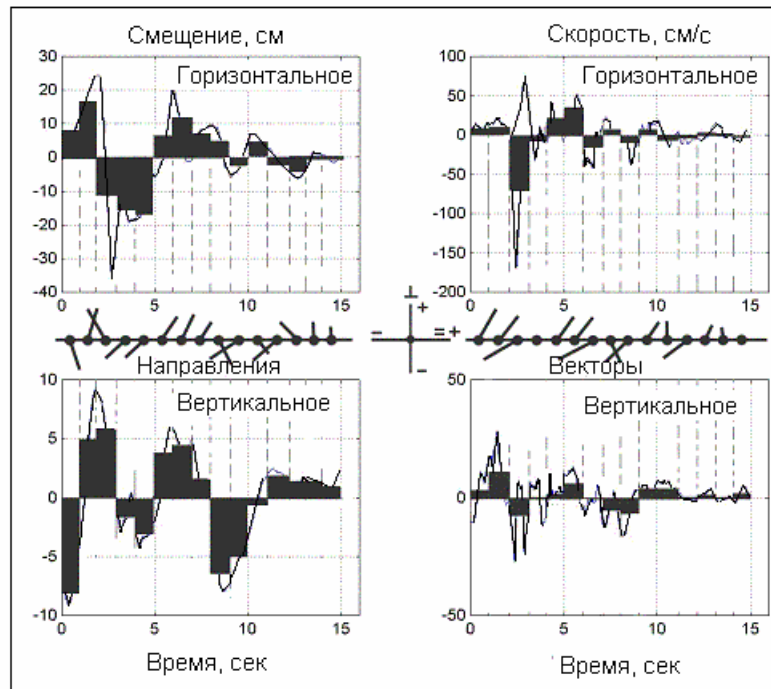 Смещение, см
Скорость, см/с
30
20
10
0
-10
-20
-30
-40
Горизонтальное
0 5 10 15
100
50
0
-50
-100
-150
-200
Горизонтальное
0 5 10 15
⊥
+
- =+
-
Направления
Векторы
10
5
0
-5
-10
Вертикальное
0 5 10 15
50
0
-50
Вертикальное
0 5 10 15
Время, сек
Время, сек